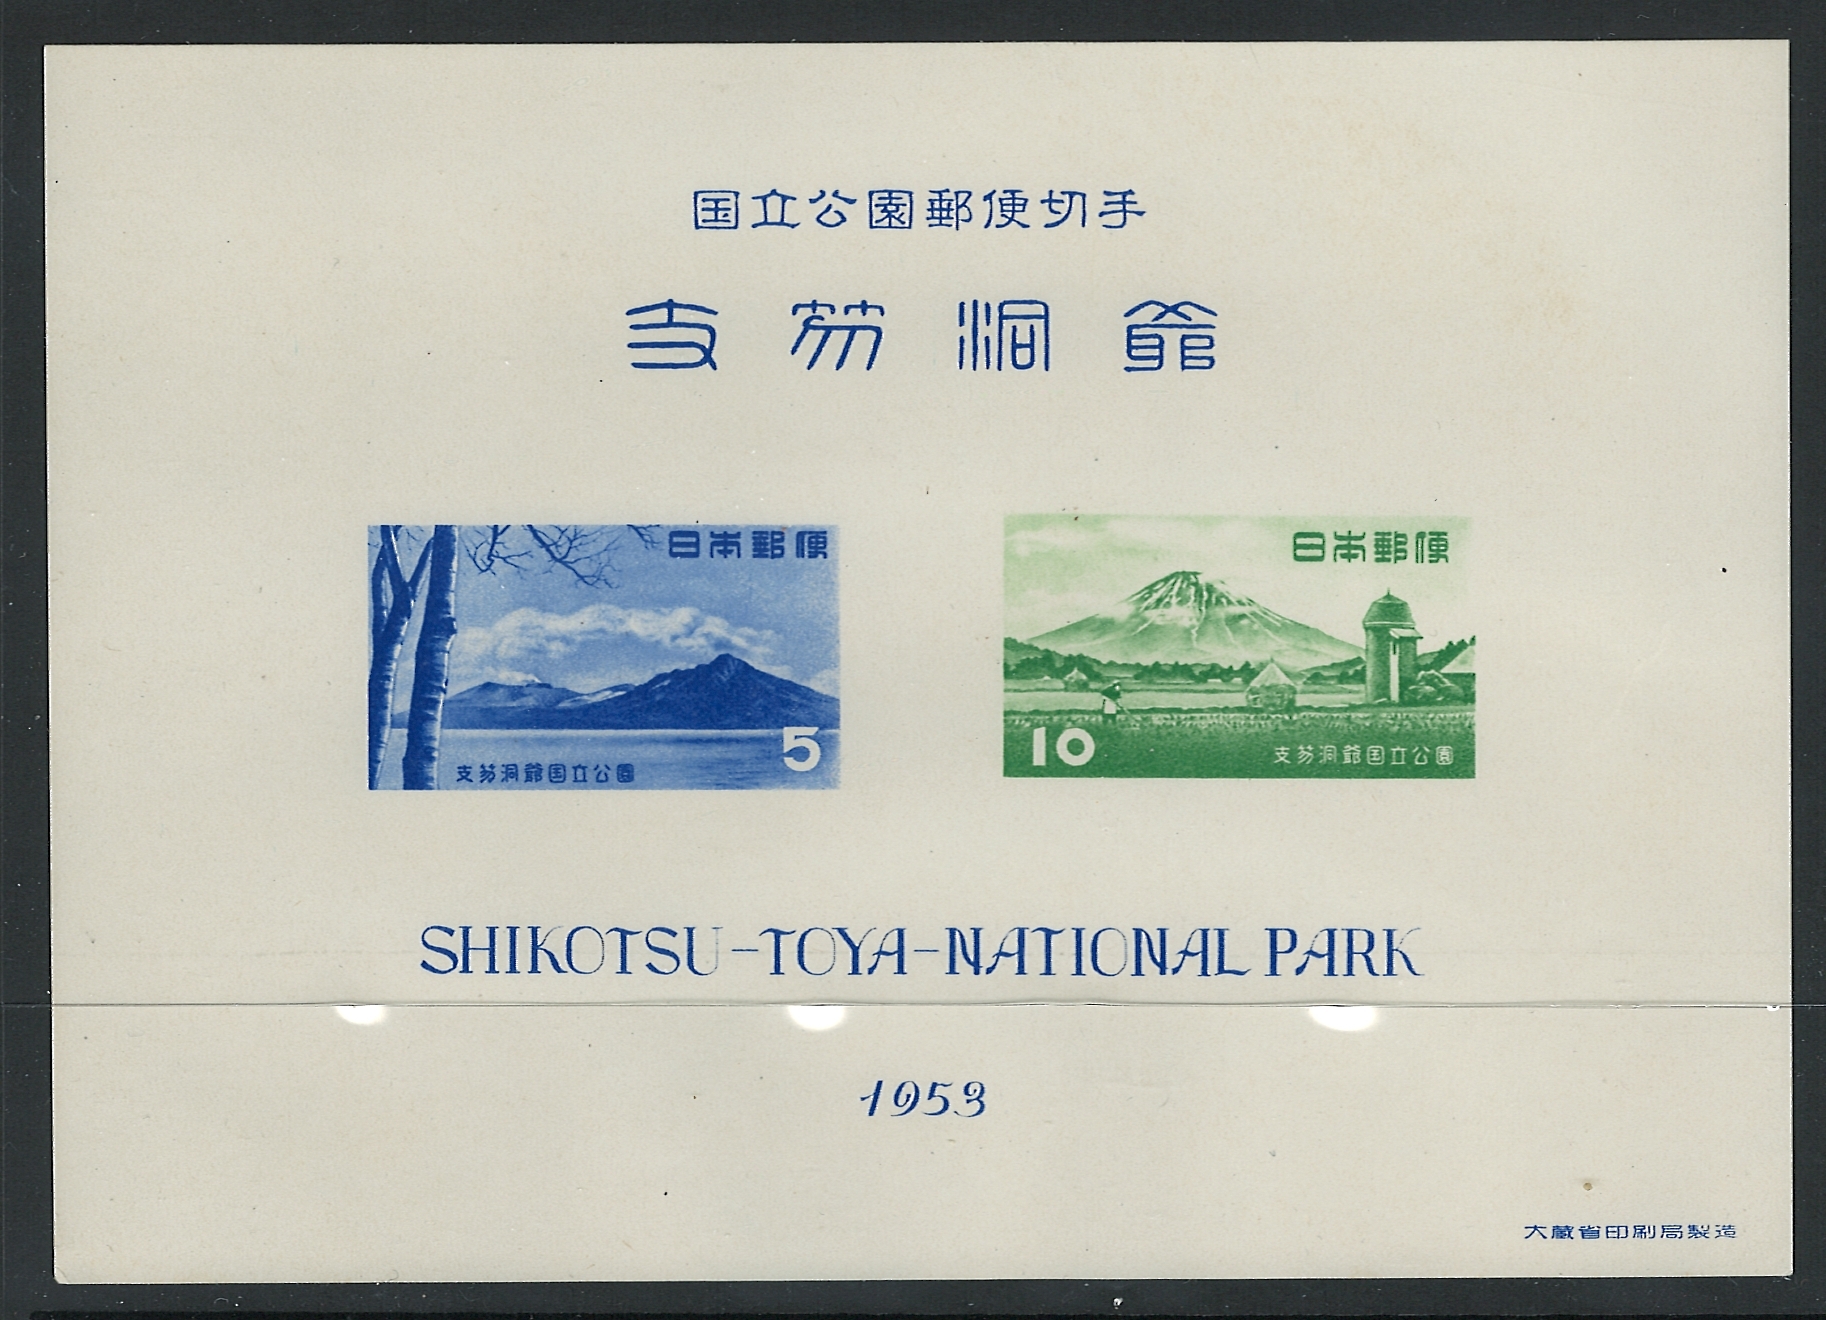 国立公園郵便切手
支笏洞爺
日本郵便
5
支笏洞爺国立公園
日本郵便
10
支笏洞爺国立公園
SHIKOTSU-TOYA-NATIONAL PARK
1953
大蔵省印刷局製造